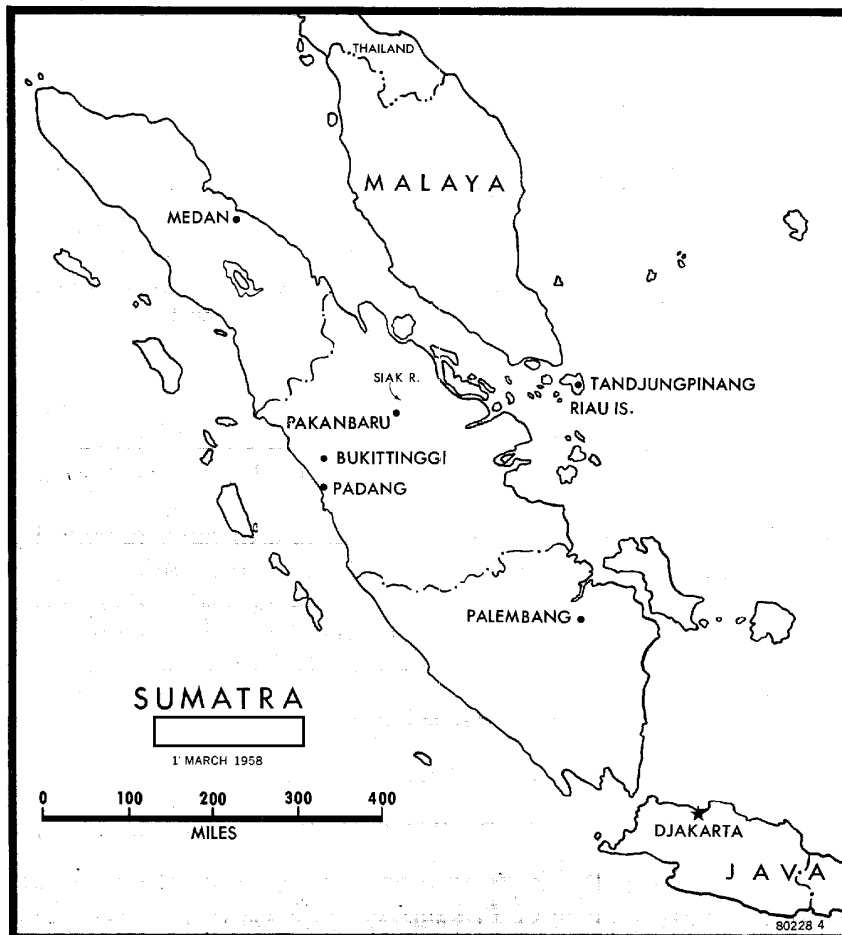 THAILAND
MALAYA
MEDAN
SIAK R.
TANDJUNGPINANG
RIAU IS.
PAKANBARU
BUKITTINGGI
PADANG
PALEMBANG
SUMATRA
1 MARCH 1958
0 100 200 300 400
MILES
DJAKARTA
JAVA
80228 4